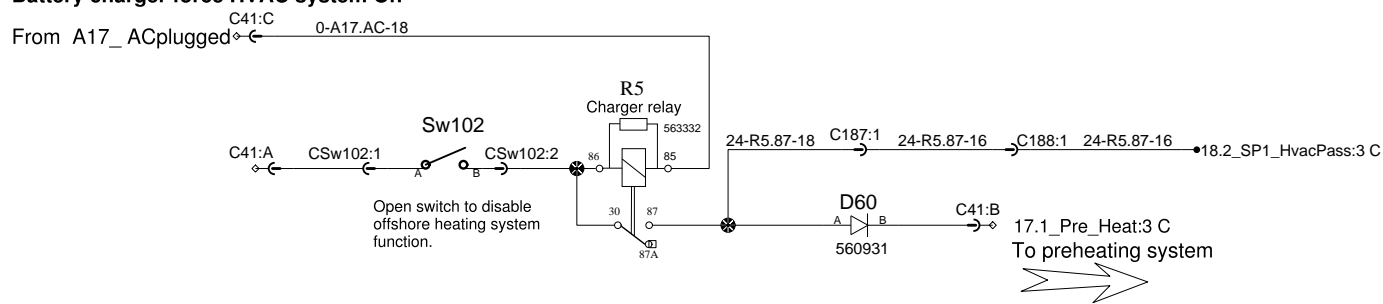 Battery charger force HVAC system On
C41:C
From A17_ ACplugged
0-A17.AC-18
R5
Charger relay
563332
Sw102
C41:A
CSw102:1
A
B
CSw102:2
86
85
24-R5.87-18
C187:1
24-R5.87-16
C188:1
24-R5.87-16
18.2_SP1_HvacPass:3 C
Open switch to disable
offshore heating system
function.
30
87
87A
D60
A
B
560931
C41:B
17.1_Pre_Heat:3 C
To preheating system